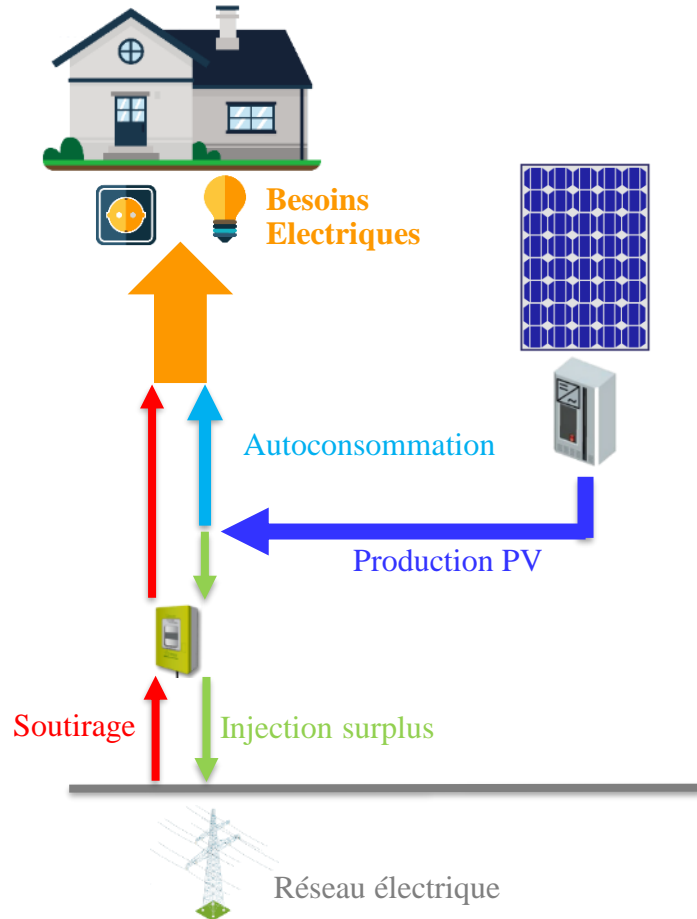 Besoins
Electriques
Autoconsommation
Production PV
Soutirage
Injection surplus
Réseau électrique